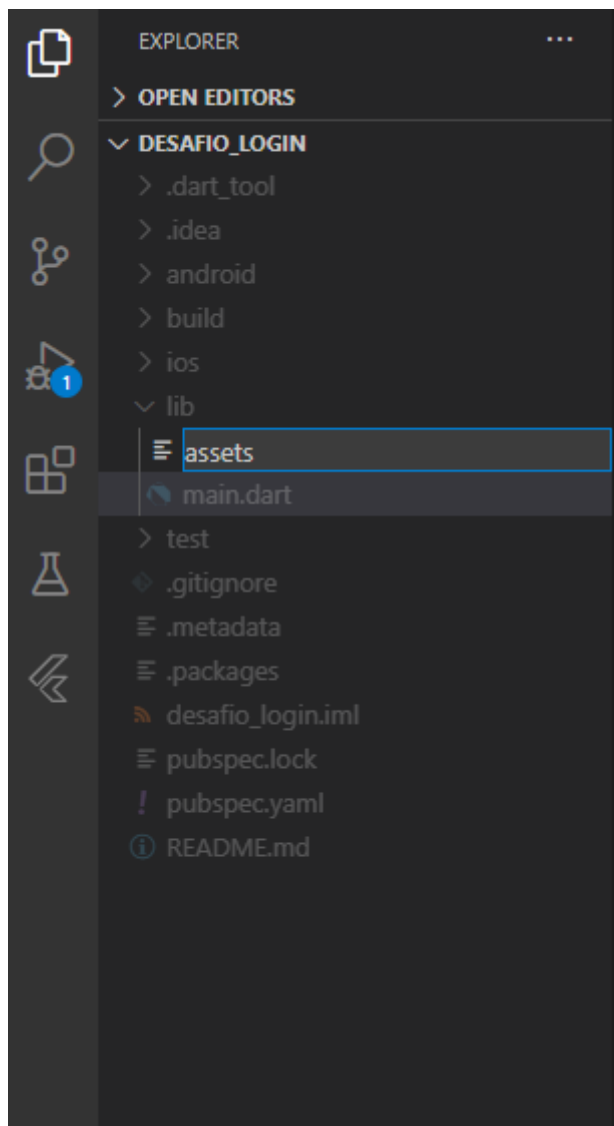 EXPLORER ...
OPEN EDITORS
DESAFIO_LOGIN
.dart_tool
.idea
android
build
ios
1
lib
assets
main.dart
test
.gitignore
.metadata
.packages
desafio_login.iml
pubspec.lock
pubspec.yaml
README.md